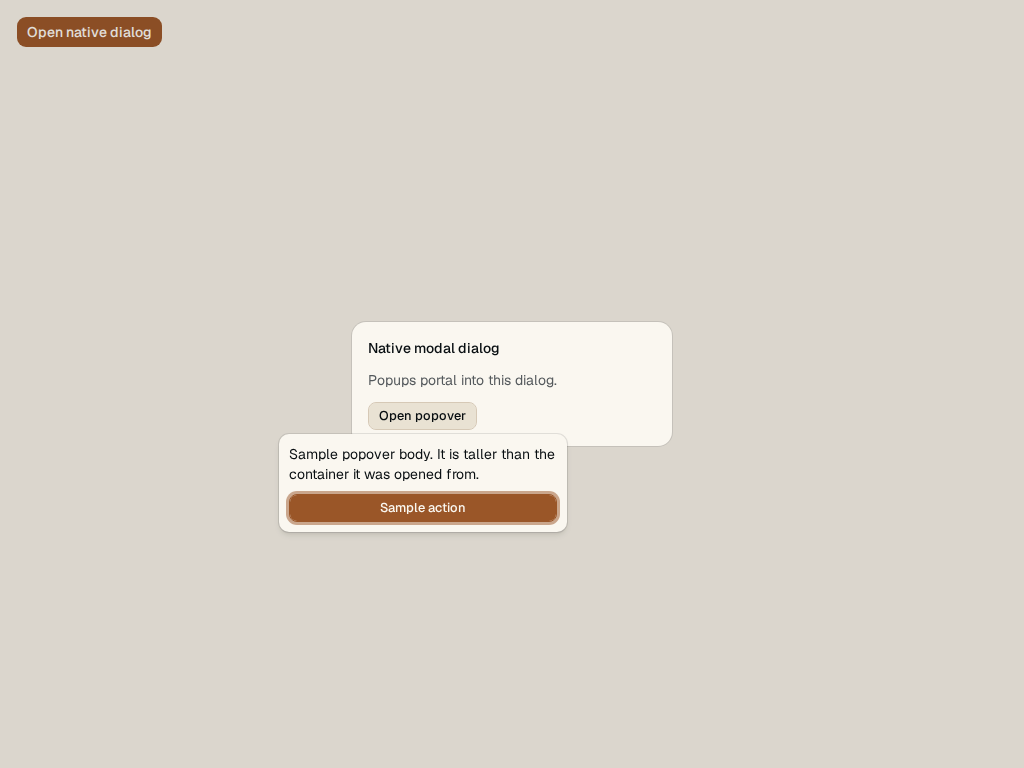 Open native dialog
Native modal dialog
Popups portal into this dialog.
Open popover
Sample popover body. It is taller than the
container it was opened from.
Sample action